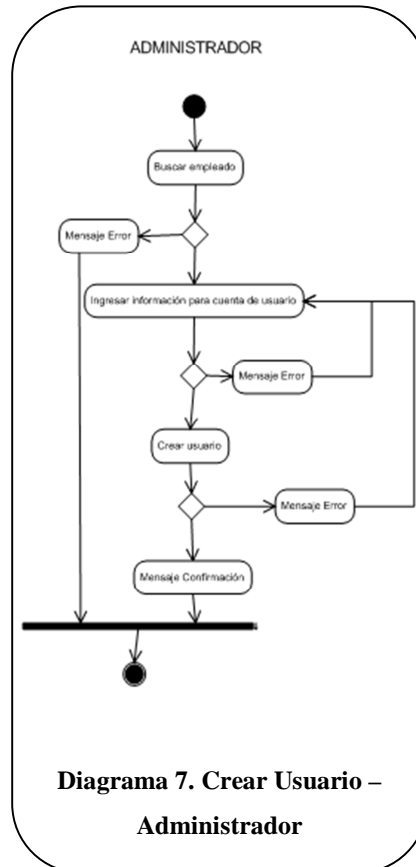 ADMINISTRADOR
Buscar empleado
Mensaje Error
Ingresar información para cuenta de usuario
Mensaje Error
Crear usuario
Mensaje Error
Mensaje Confirmación
Diagrama 7. Crear Usuario –
Administrador